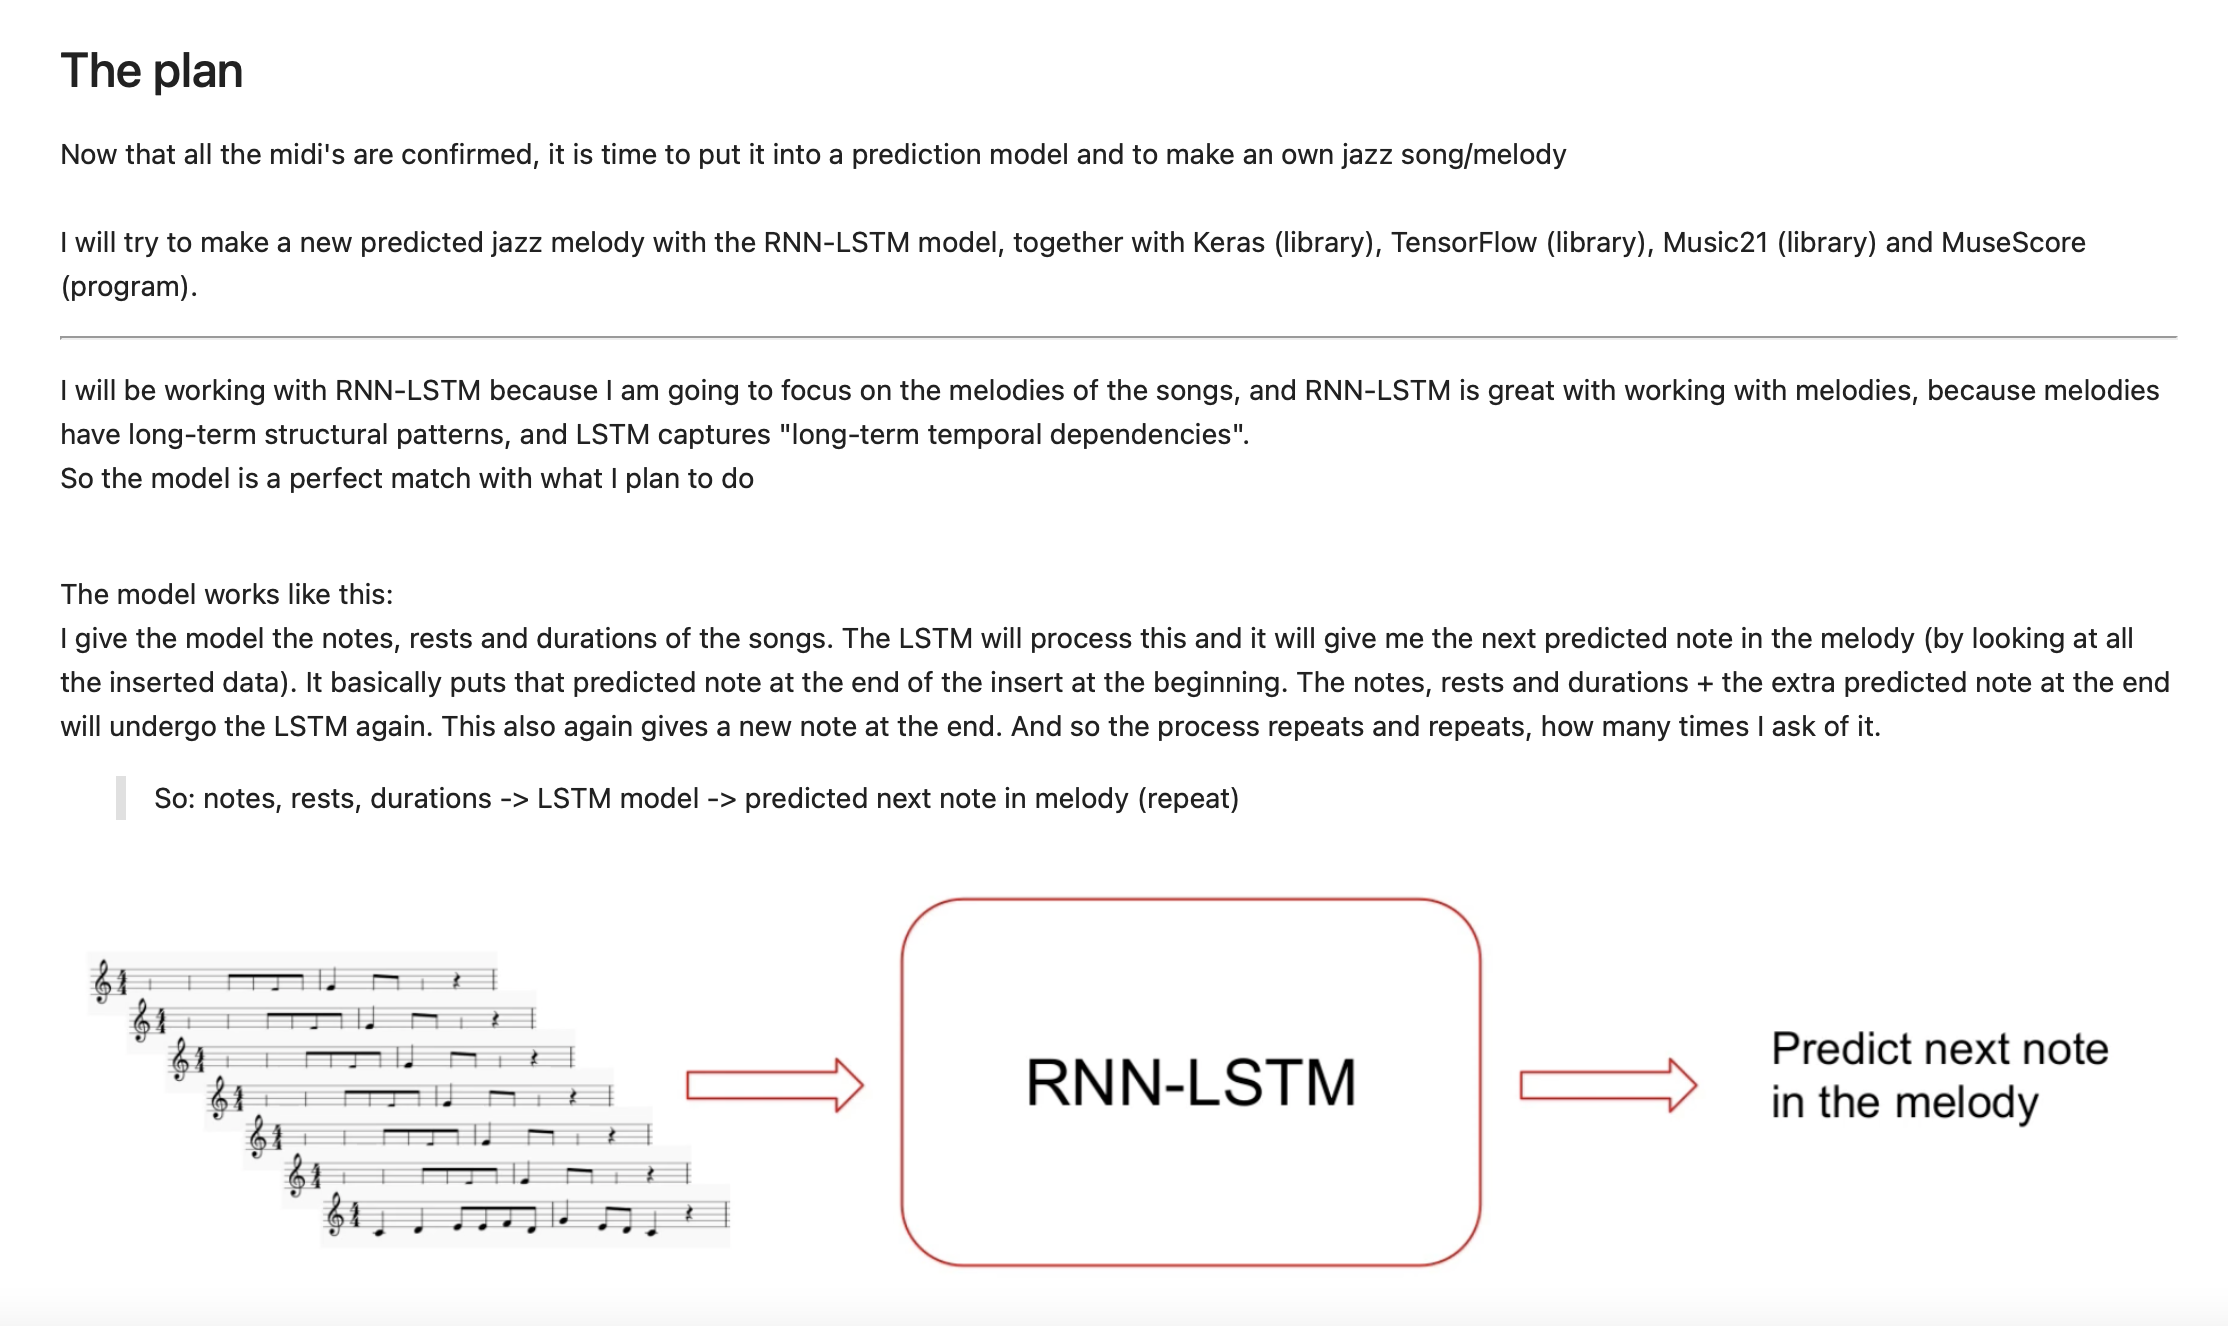 The plan
Now that all the midi's are confirmed, it is time to put it into a prediction model and to make an own jazz song/melody
I will try to make a new predicted jazz melody with the RNN-LSTM model, together with Keras (library), TensorFlow (library), Music21 (library) and MuseScore
(program).
I will be working with RNN-LSTM because I am going to focus on the melodies of the songs, and RNN-LSTM is great with working with melodies, because melodies
have long-term structural patterns, and LSTM captures "long-term temporal dependencies".
So the model is a perfect match with what I plan to do
The model works like this:
I give the model the notes, rests and durations of the songs. The LSTM will process this and it will give me the next predicted note in the melody (by looking at all
the inserted data). It basically puts that predicted note at the end of the insert at the beginning. The notes, rests and durations + the extra predicted note at the end
will undergo the LSTM again. This also again gives a new note at the end. And so the process repeats and repeats, how many times I ask of it.
So: notes, rests, durations -> LSTM model -> predicted next note in melody (repeat)
RNN-LSTM
Predict next note
in the melody